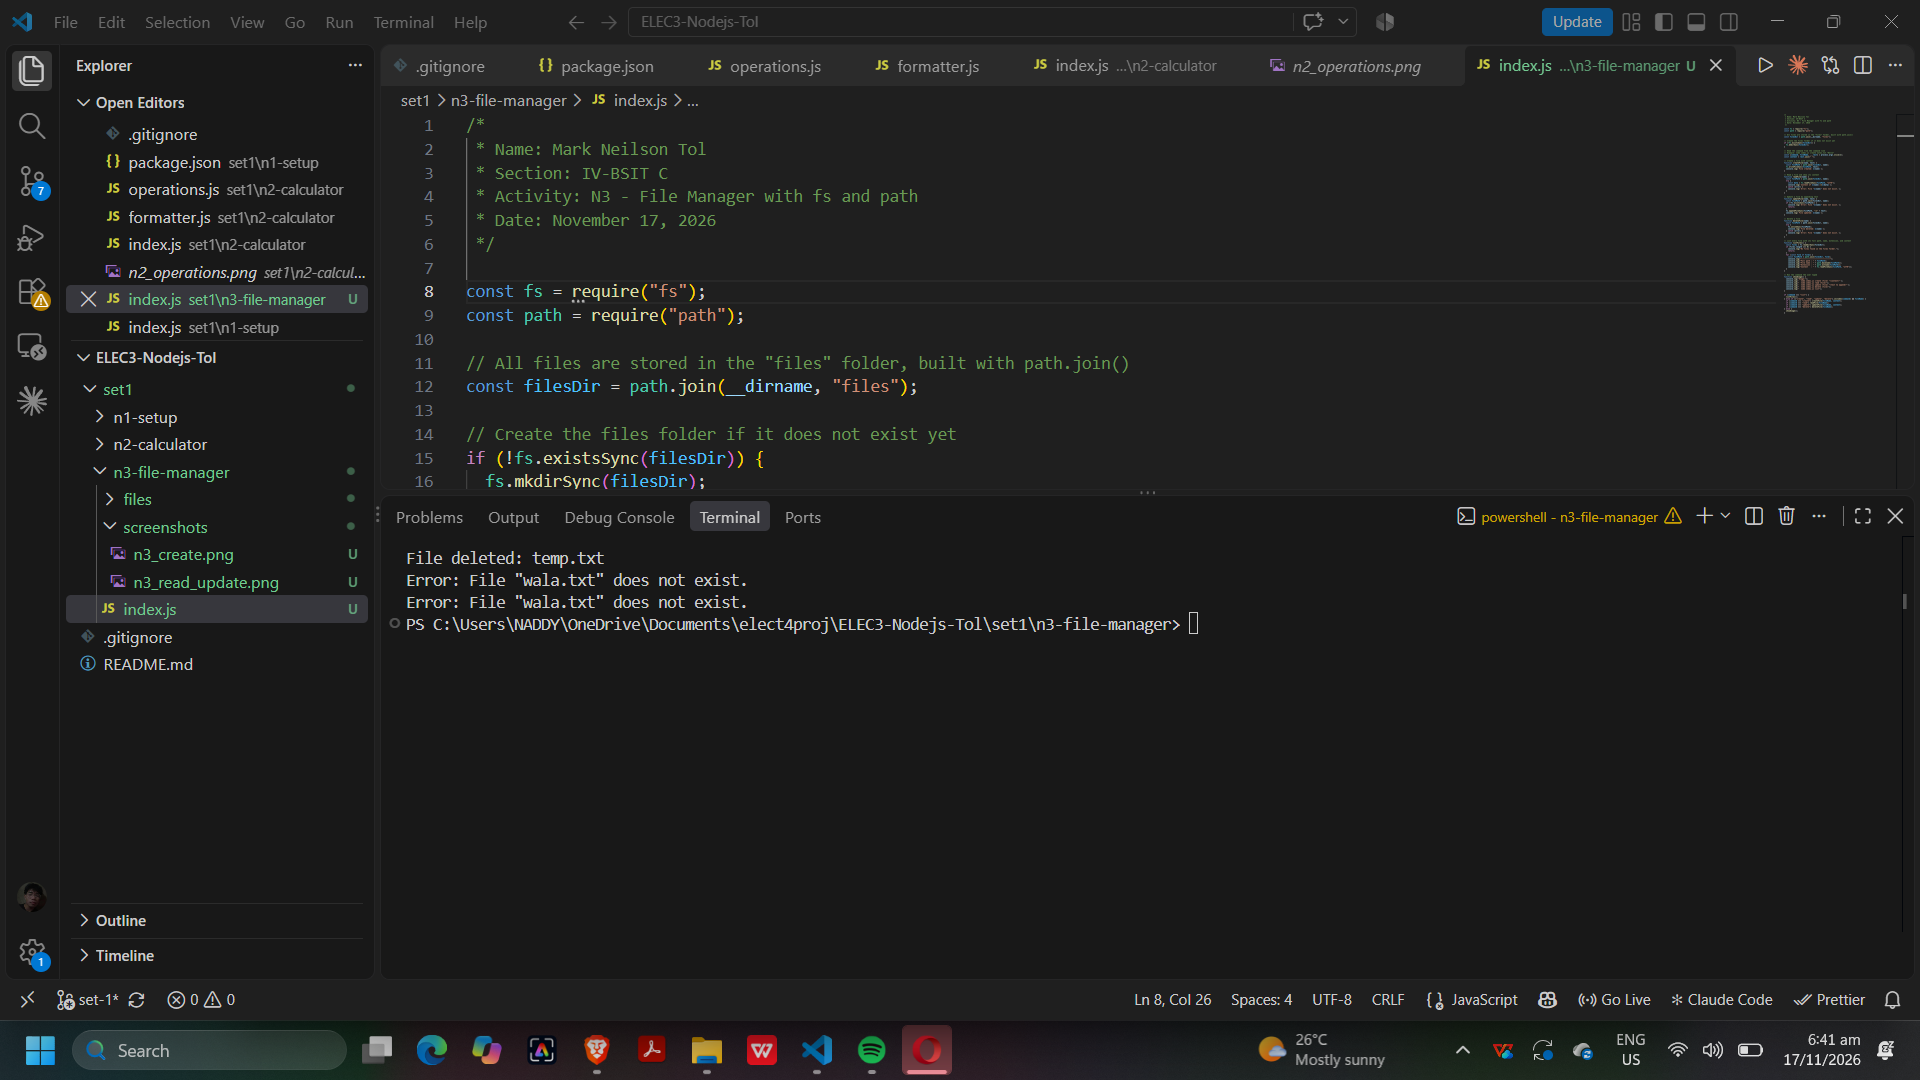 File Edit Selection View Go Run Terminal Help
ELEC3-Nodejs-Tol
Update
Explorer
Open Editors
.gitignore
package.json set1\n1-setup
operations.js set1\n2-calculator
formatter.js set1\n2-calculator
index.js set1\n2-calculator
n2_operations.png set1\n2-calcul...
index.js set1\n3-file-manager U
index.js set1\n1-setup
ELEC3-Nodejs-Tol
set1
n1-setup
n2-calculator
n3-file-manager
files
screenshots
n3_create.png U
n3_read_update.png U
index.js U
.gitignore
README.md
Outline
Timeline
7
1
.gitignore package.json operations.js formatter.js index.js ...\n2-calculator n2_operations.png index.js ...\n3-file-manager U
set1 > n3-file-manager > JS index.js > ...
1 /*
2 * Name: Mark Neilson Tol
3 * Section: IV-BSIT C
4 * Activity: N3 - File Manager with fs and path
5 * Date: November 17, 2026
6 */
7
8 const fs = require("fs");
9 const path = require("path");
10
11 // All files are stored in the "files" folder, built with path.join()
12 const filesDir = path.join(__dirname, "files");
13
14 // Create the files folder if it does not exist yet
15 if (!fs.existsSync(filesDir)) {
16 fs.mkdirSync(filesDir);
Problems Output Debug Console Terminal Ports
powershell - n3-file-manager
File deleted: temp.txt
Error: File "wala.txt" does not exist.
Error: File "wala.txt" does not exist.
PS C:\Users\NADDY\OneDrive\Documents\elect4proj\ELEC3-Nodejs-Tol\set1\n3-file-manager>
set-1* 0 0
Ln 8, Col 26 Spaces: 4 UTF-8 CRLF {} JavaScript Go Live Claude Code Prettier
Search
26°C
Mostly sunny
ENG
US
6:41 am
17/11/2026